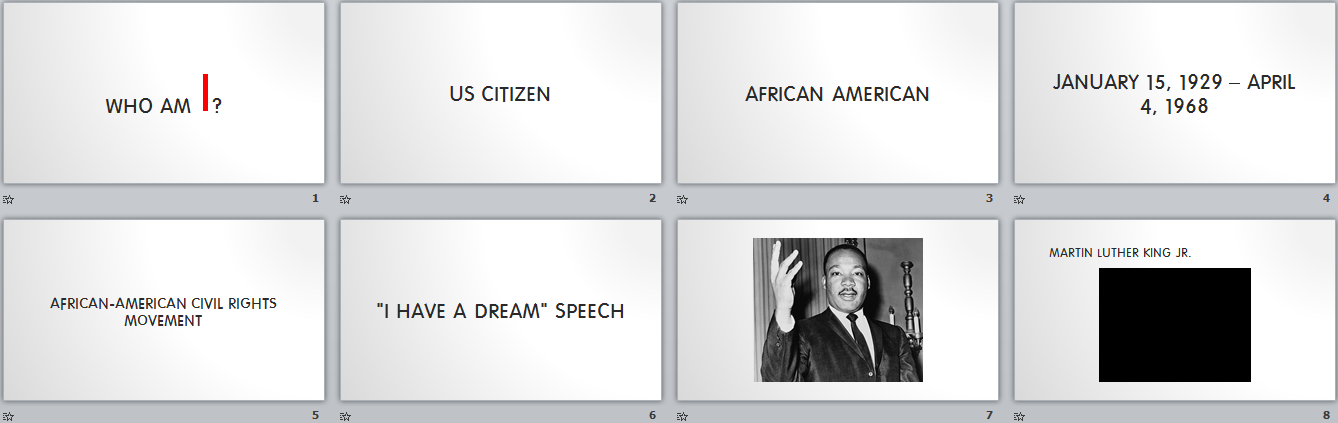 WHO AM I?
1
US CITIZEN
2
AFRICAN AMERICAN
3
JANUARY 15, 1929 – APRIL
4, 1968
4
AFRICAN-AMERICAN CIVIL RIGHTS
MOVEMENT
5
"I HAVE A DREAM" SPEECH
6
7
MARTIN LUTHER KING JR.
8